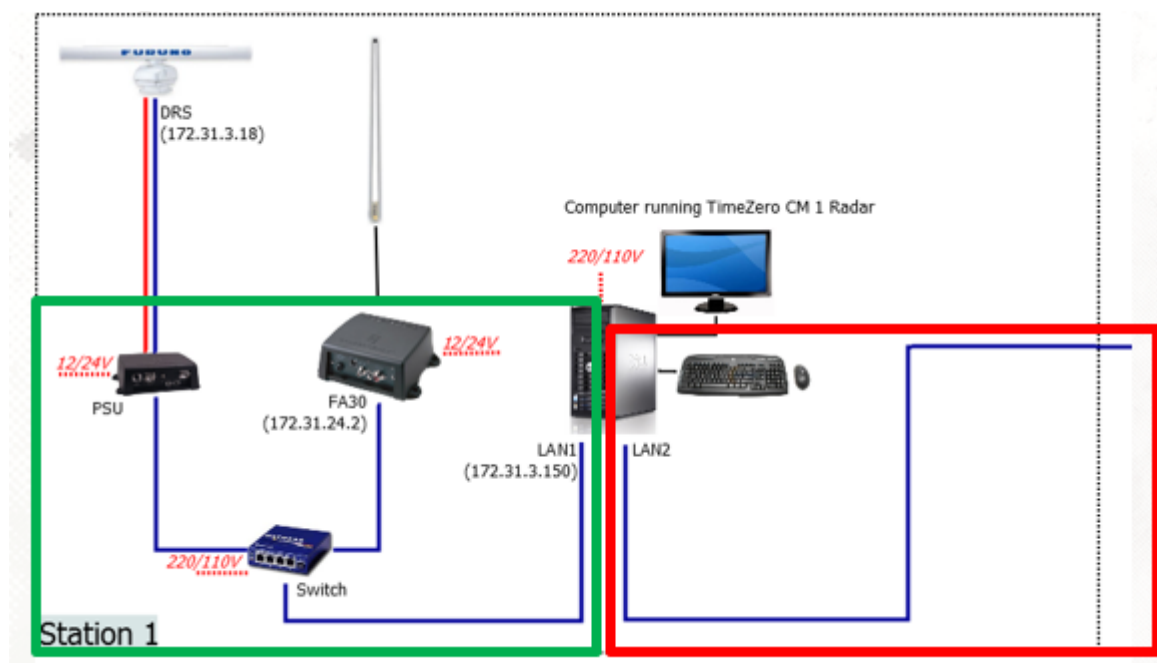 FURUNO
DRS
(172.31.3.18)
Computer running TimeZero CM 1 Radar
220/110V
12/24V
12/24V
PSU
FA30
(172.31.24.2)
LAN1
(172.31.3.150)
LAN2
220/110V
Switch
Station 1